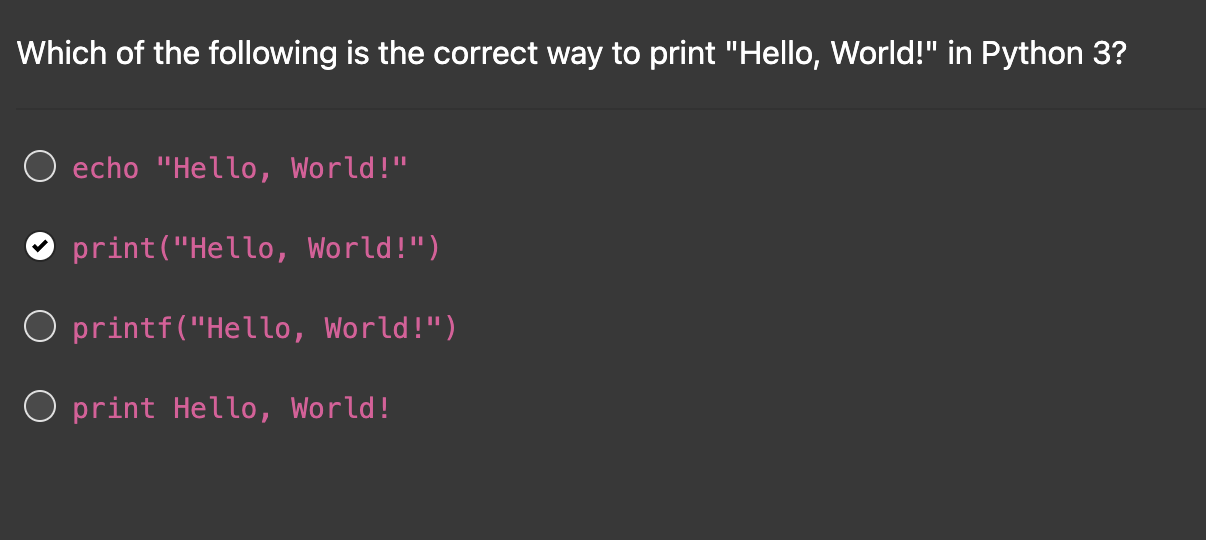 Which of the following is the correct way to print "Hello, World!" in Python 3?
echo "Hello, World!"
print("Hello, World!")
printf("Hello, World!")
print Hello, World!